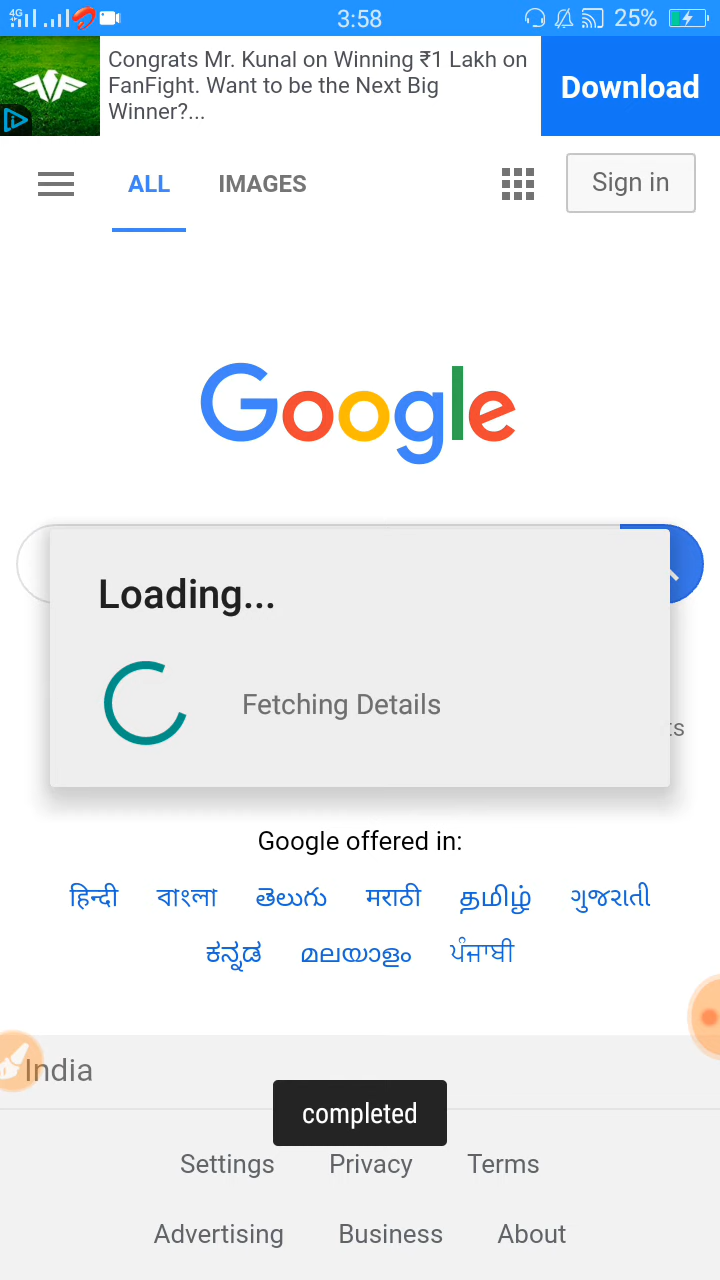 4G 3:58 25%
Congrats Mr. Kunal on Winning ₹1 Lakh on
FanFight. Want to be the Next Big
Winner?...
Download
ALL IMAGES Sign in
Google
Loading...
Fetching Details
ts
Google offered in:
हिन्दी বাংলা తెలుగు मराठी தமிழ் ગુજરાતી
ಕನ್ನಡ മലയാളം ਪੰਜਾਬੀ
India
completed
Settings Privacy Terms
Advertising Business About